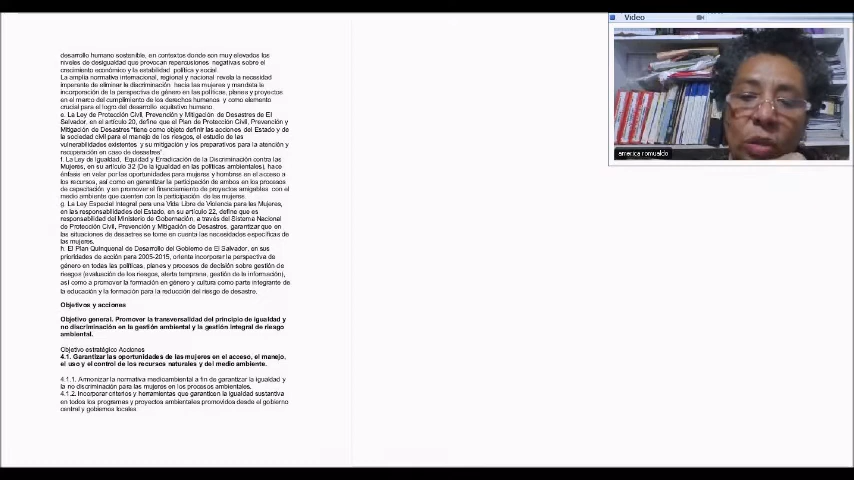 desarrollo humano sostenible, en contextos donde son muy elevados los
niveles de desigualdad que provocan repercusiones negativas sobre el
crecimiento económico y la estabilidad política y social
La amplia normativa internacional, regional y nacional revela la necesidad
imperante de eliminar la discriminación hacia las mujeres y mandata la
incorporación de la perspectiva de género en las políticas, planes y proyectos
en el marco del cumplimiento de los derechos humanos y como elemento
crucial para el logro del desarrollo equitativo humano.
e. La Ley de Protección Civil, Prevención y Mitigación de Desastres de El
Salvador, en el artículo 20, define que el Plan de Protección Civil, Prevención y
Mitigación de Desastres "tiene como objeto definir las acciones del Estado y de
la sociedad civil para el manejo de los riesgos, el estudio de las
vulnerabilidades existentes y su mitigación y los preparativos para la atención y
recuperación en caso de desastres"
f. La Ley de Igualdad, Equidad y Erradicación de la Discriminación contra las
Mujeres, en su artículo 32 (De la igualdad en las políticas ambientales), hace
énfasis en velar por las oportunidades para mujeres y hombres en el acceso a
los recursos, así como en garantizar la participación de ambos en los procesos
de capacitación y en promover el financiamiento de proyectos amigables con el
medio ambiente que cuenten con la participación de las mujeres.
g. La Ley Especial Integral para una Vida Libre de Violencia para las Mujeres,
en las responsabilidades del Estado, en su artículo 22, define que es
responsabilidad del Ministerio de Gobernación, a través del Sistema Nacional
de Protección Civil, Prevención y Mitigación de Desastres, garantizar que en
las situaciones de desastres se tome en cuenta las necesidades específicas de
las mujeres.
h. El Plan Quinquenal de Desarrollo del Gobierno de El Salvador, en sus
prioridades de acción para 2005-2015, oriente incorporar la perspectiva de
género en todas las políticas, planes y procesos de decisión sobre gestión de
riesgos (evaluación de los riesgos, alerta temprana, gestión de la información),
así como a promover la formación en género y cultura como parte integrante de
la educación y la formación para la reducción del riesgo de desastre.
Objetivos y acciones
Objetivo general. Promover la transversalidad del principio de igualdad y
no discriminación en la gestión ambiental y la gestión integral de riesgo
ambiental.
Objetivo estratégico Acciones
4.1. Garantizar las oportunidades de las mujeres en el acceso, el manejo,
el uso y el control de los recursos naturales y del medio ambiente.
4.1.1. Armonizar la normativa medioambiental a fin de garantizar la igualdad y
la no discriminación para las mujeres en los procesos ambientales.
4.1.2. Incorporar criterios y herramientas que garanticen la igualdad sustantiva
en todos los programas y proyectos ambientales promovidos desde el gobierno
central y gobiernos locales
Video
america romualdo